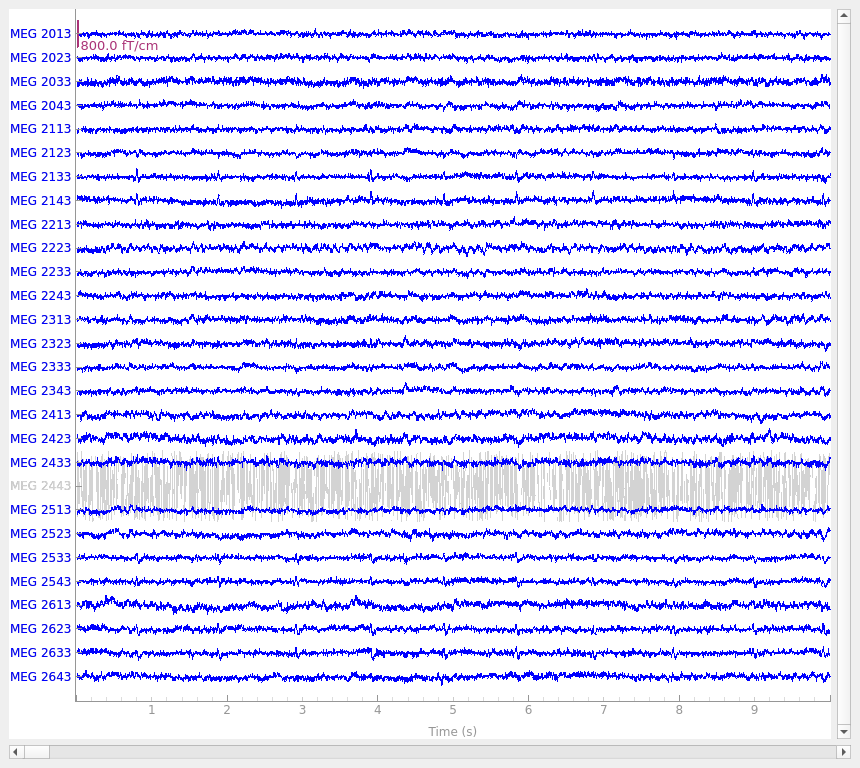 MEG 2013
800.0 fT/cm
MEG 2023
MEG 2033
MEG 2043
MEG 2113
MEG 2123
MEG 2133
MEG 2143
MEG 2213
MEG 2223
MEG 2233
MEG 2243
MEG 2313
MEG 2323
MEG 2333
MEG 2343
MEG 2413
MEG 2423
MEG 2433
MEG 2443
MEG 2513
MEG 2523
MEG 2533
MEG 2543
MEG 2613
MEG 2623
MEG 2633
MEG 2643
1 2 3 4 5 6 7 8 9
Time (s)